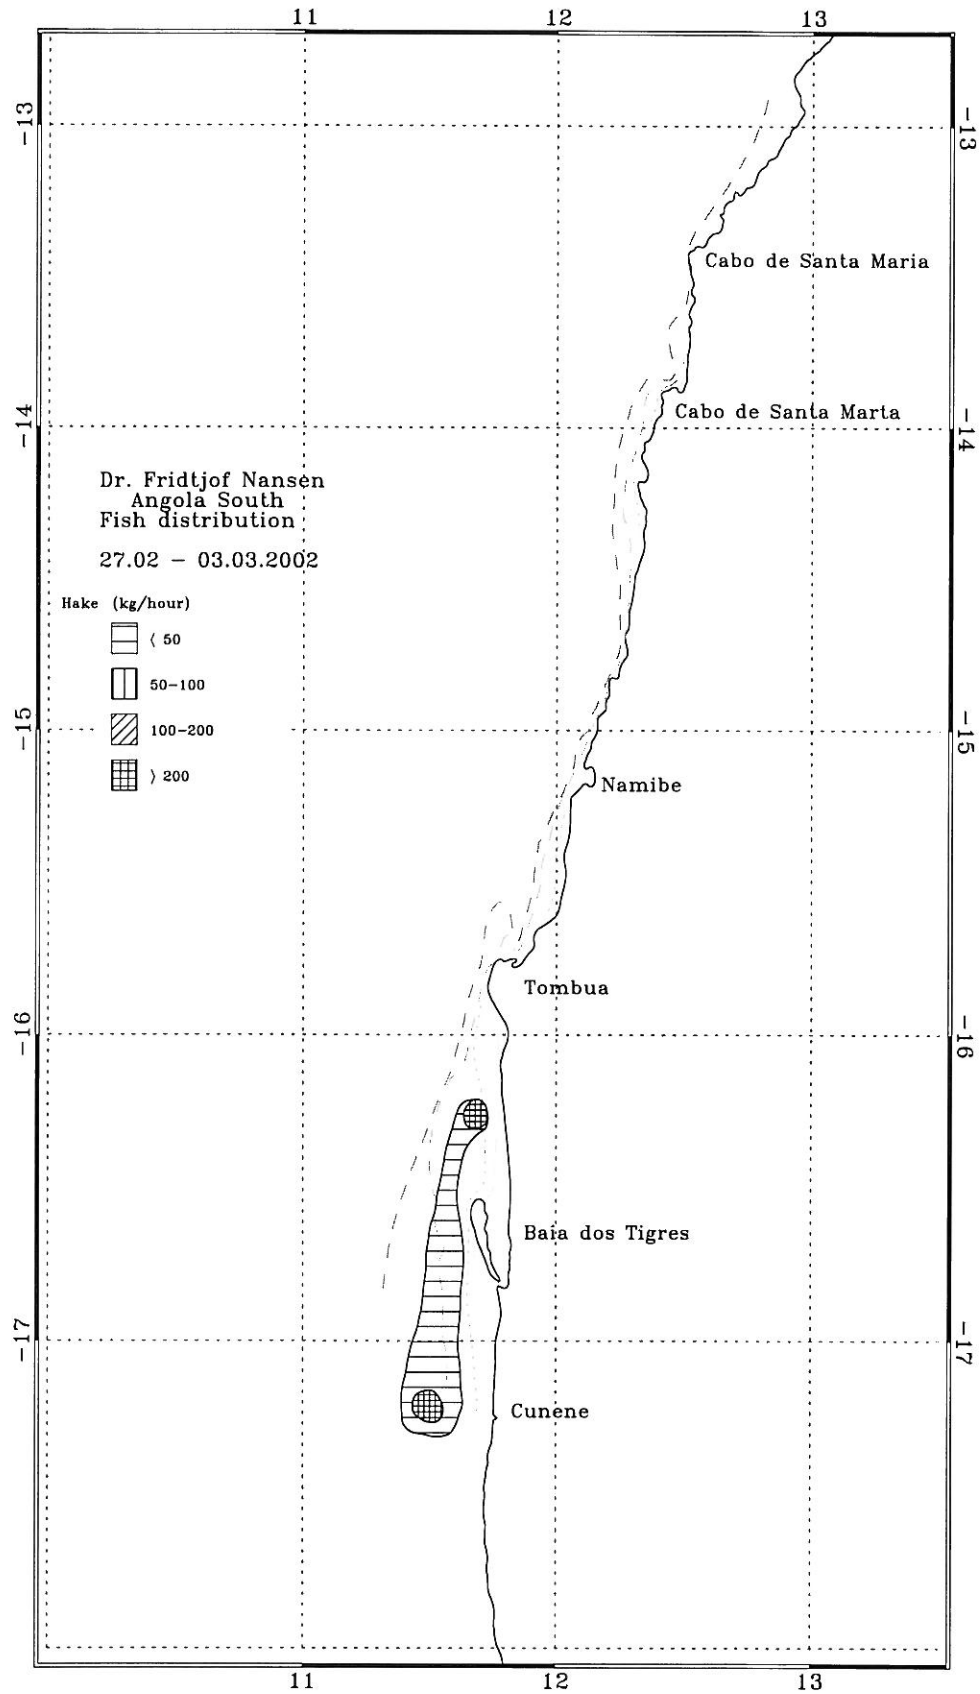 11 12 13
-13 -13
Cabo de Santa Maria
Cabo de Santa Marta
-14 -14
Dr. Fridtjof Nansen
Angola South
Fish distribution
27.02 - 03.03.2002
Hake (kg/hour)
< 50
50-100
100-200
> 200
-15 -15
Namibe
Tombua
-16 -16
Baia dos Tigres
-17 -17
Cunene
11 12 13